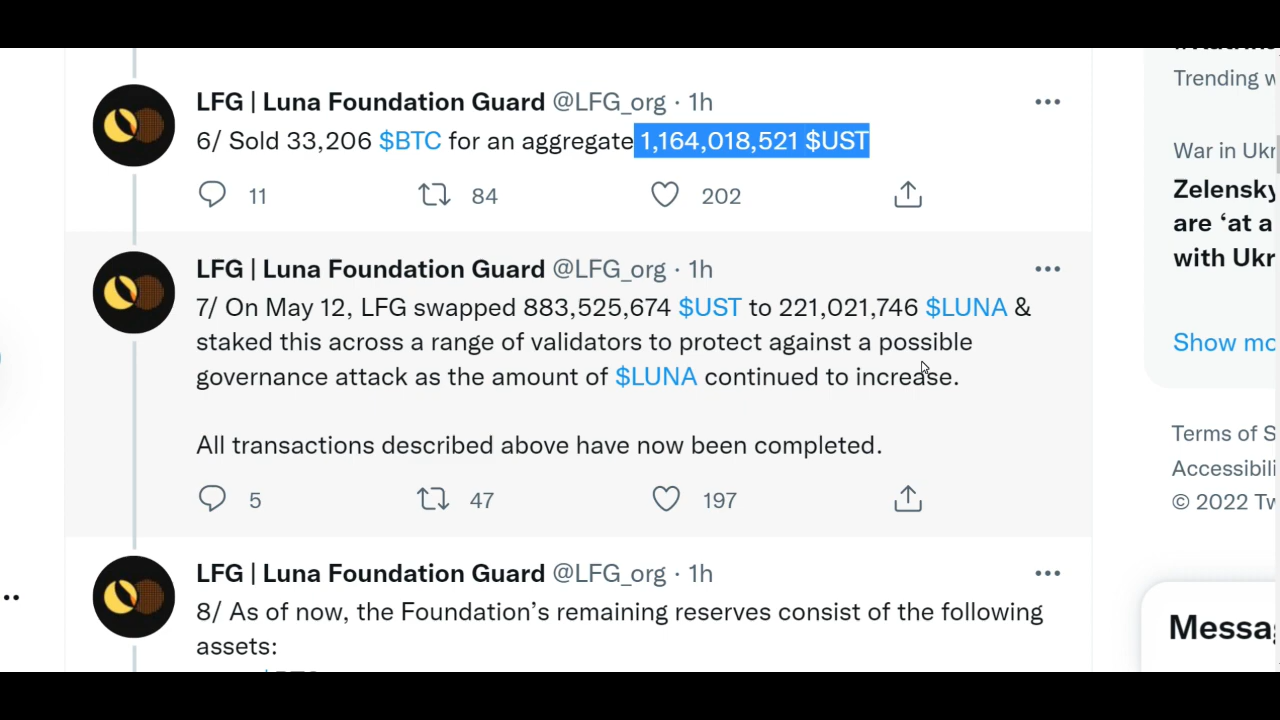 LFG | Luna Foundation Guard @LFG_org · 1h
6/ Sold 33,206 $BTC for an aggregate 1,164,018,521 $UST
11 84 202
LFG | Luna Foundation Guard @LFG_org · 1h
7/ On May 12, LFG swapped 883,525,674 $UST to 221,021,746 $LUNA &
staked this across a range of validators to protect against a possible
governance attack as the amount of $LUNA continued to increase.
All transactions described above have now been completed.
5 47 197
LFG | Luna Foundation Guard @LFG_org · 1h
8/ As of now, the Foundation's remaining reserves consist of the following
assets:
Trending w
War in Ukr
Zelensky
are ‘at a
with Ukr
Show mo
Terms of S
Accessibili
© 2022 Tw
Messa